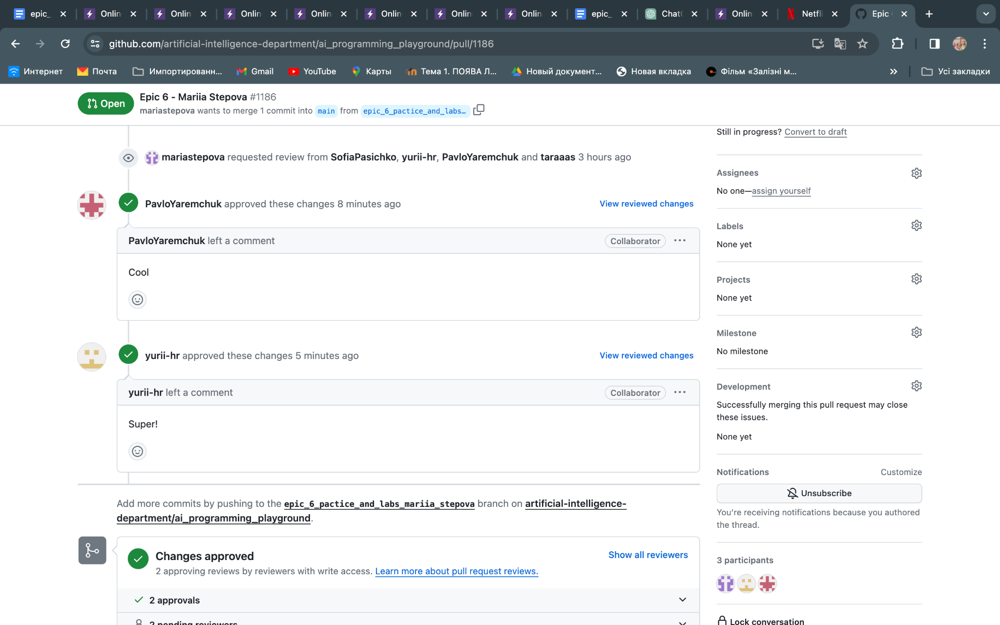 epic_ Onlin Onlin Onlin Onlin Onlin Onlin Onlin epic_ Chat Onlin Netfli Epic
github.com/artificial-intelligence-department/ai_programming_playground/pull/1186
Интернет Почта Импортированн... Gmail YouTube Карты Тема 1. ПОЯВА Л... Новый документ... Новая вкладка Фільм «Залізні м... » Усі закладки
Open
Epic 6 - Mariia Stepova #1186
mariastepova wants to merge 1 commit into main from epic_6_pactice_and_labs…
mariastepova requested review from SofiaPasichko, yurii-hr, PavloYaremchuk and taraaas 3 hours ago
PavloYaremchuk approved these changes 8 minutes ago
View reviewed changes
PavloYaremchuk left a comment
Collaborator
Cool
yurii-hr approved these changes 5 minutes ago
View reviewed changes
yurii-hr left a comment
Collaborator
Super!
Add more commits by pushing to the epic_6_pactice_and_labs_mariia_stepova branch on artificial-intelligence-
department/ai_programming_playground.
Changes approved
Show all reviewers
2 approving reviews by reviewers with write access. Learn more about pull request reviews.
2 approvals
2 pending reviewers
Still in progress? Convert to draft
Assignees
No one—assign yourself
Labels
None yet
Projects
None yet
Milestone
No milestone
Development
Successfully merging this pull request may close
these issues.
None yet
Notifications
Customize
Unsubscribe
You're receiving notifications because you authored
the thread.
3 participants
Lock conversation